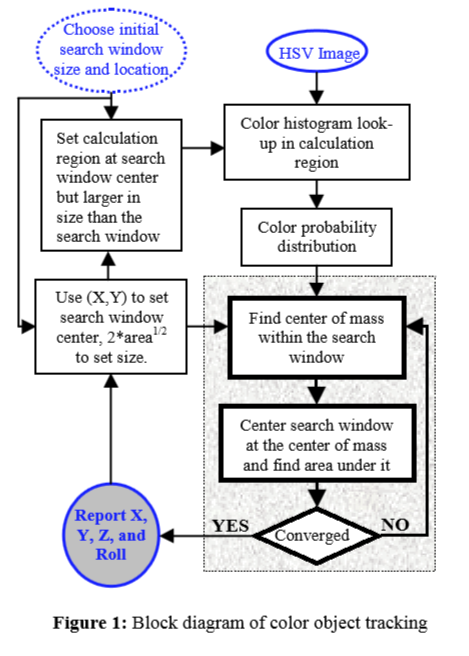 Choose initial
search window
size and location
HSV Image
Set calculation
region at search
window center
but larger in
size than the
search window
Color histogram look-
up in calculation
region
Color probability
distribution
Use (X,Y) to set
search window
center, 2*area1/2
to set size.
Find center of mass
within the search
window
Center search window
at the center of mass
and find area under it
Report X,
Y, Z, and
Roll
YES
Converged
NO
Figure 1: Block diagram of color object tracking